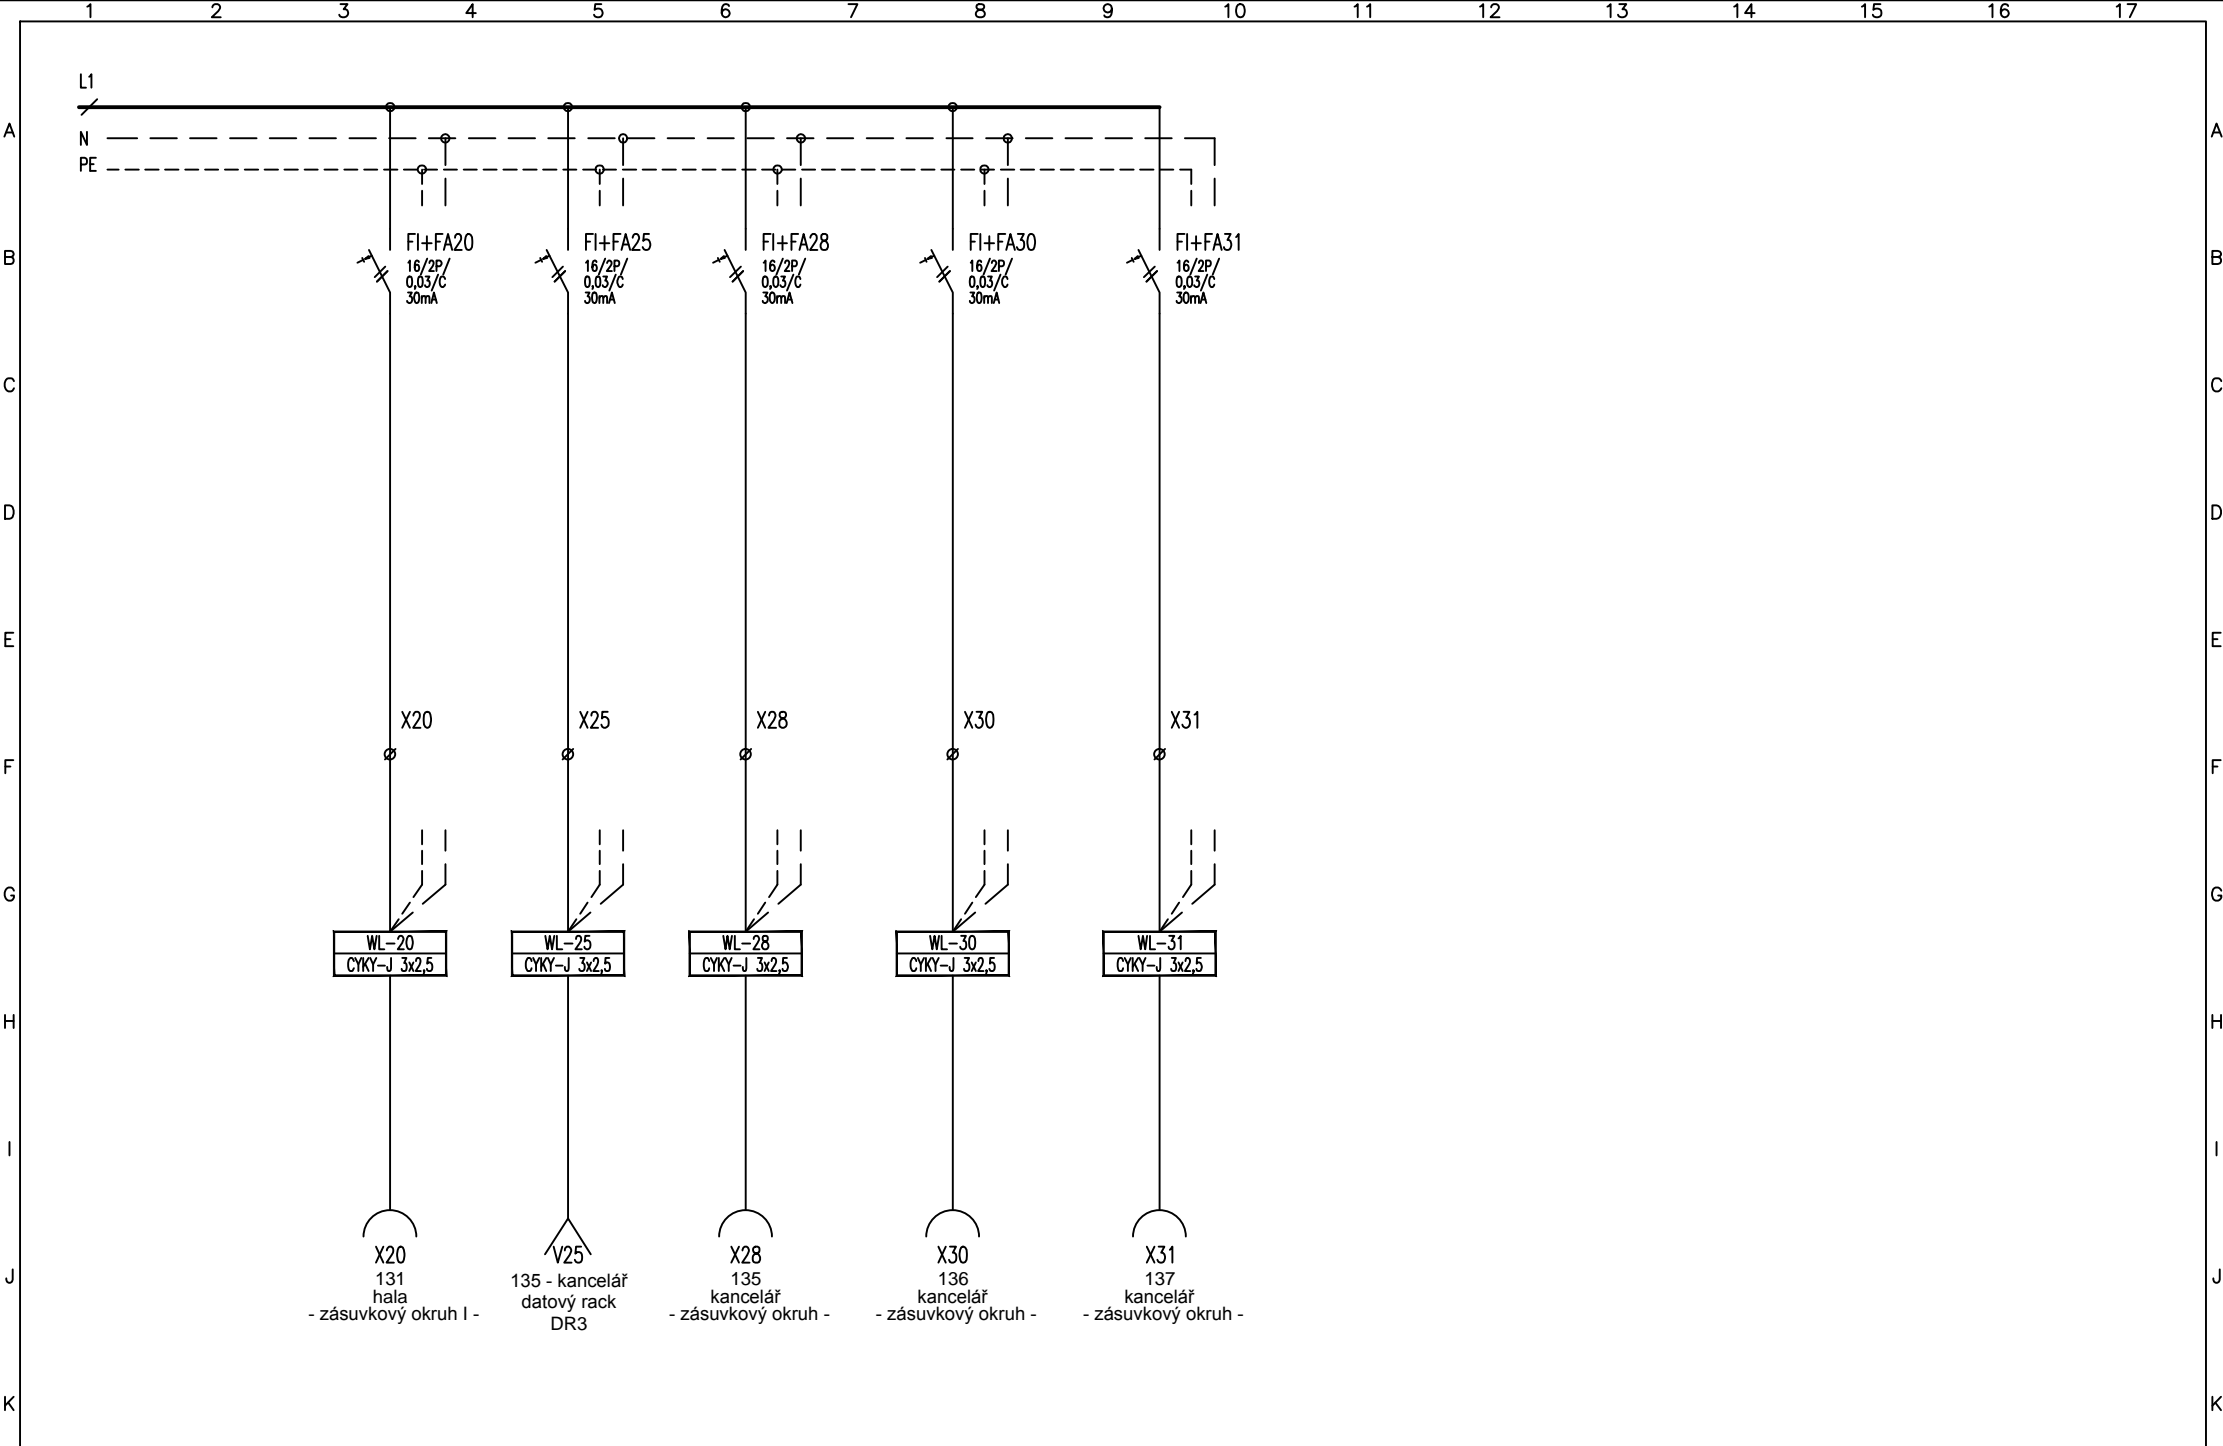 1 2 3 4 5 6 7 8 9 10 11 12 13 14 15 16 17
L1
A A
N
PE
FI+FA20 FI+FA25 FI+FA28 FI+FA30 FI+FA31
B B
16/2P/ 16/2P/ 16/2P/ 16/2P/ 16/2P/
0,03/C 0,03/C 0,03/C 0,03/C 0,03/C
30mA 30mA 30mA 30mA 30mA
C C
D D
E E
X20 X25 X28 X30 X31
F F
G G
WL-20 WL-25 WL-28 WL-30 WL-31
CYKY-J 3x2,5 CYKY-J 3x2,5 CYKY-J 3x2,5 CYKY-J 3x2,5 CYKY-J 3x2,5
H H
I I
X20 V25 X28 X30 X31
J J
131 135 - kancelář 135 136 137
hala datový rack kancelář kancelář kancelář
- zásuvkový okruh I - DR3 - zásuvkový okruh - - zásuvkový okruh - - zásuvkový okruh -
K K